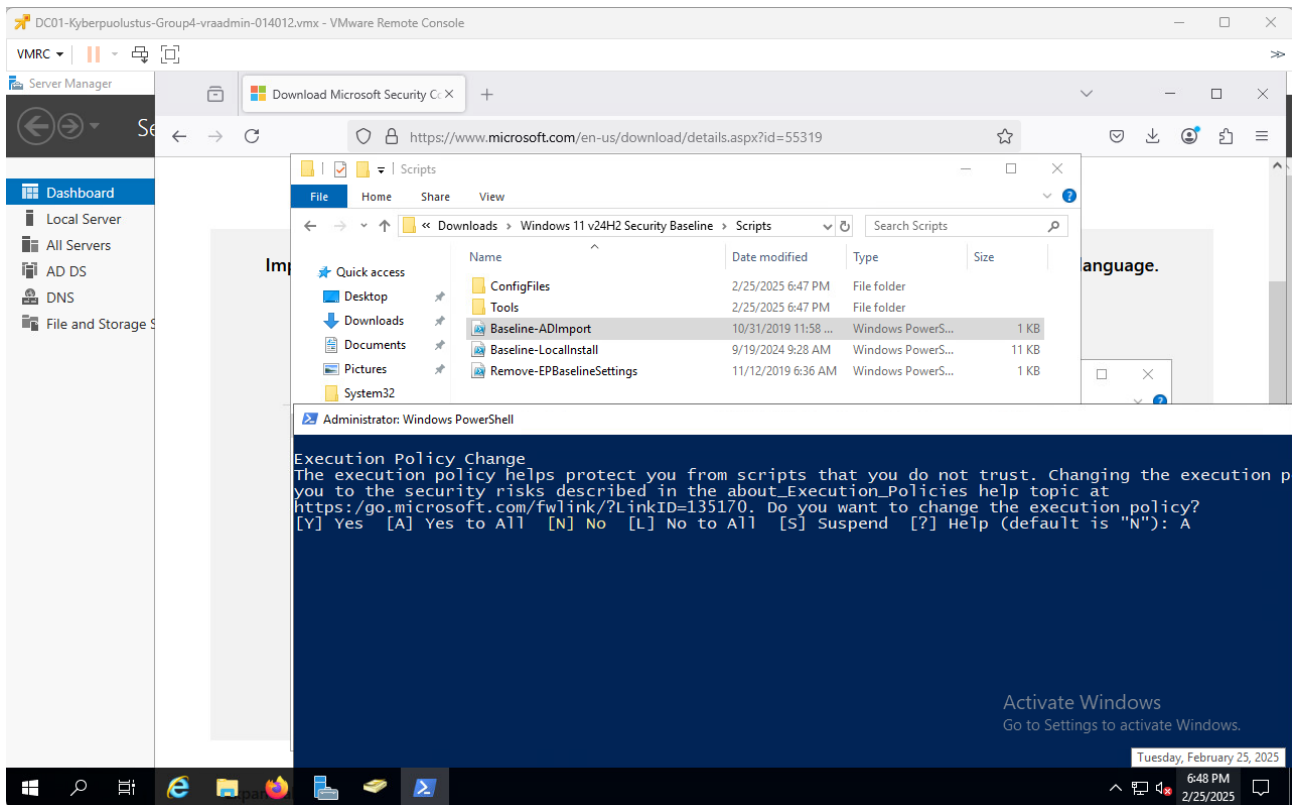 DC01-Kyberpuolustus-Group4-vraadmin-014012.vmx - VMware Remote Console
VMRC
Server Manager
Download Microsoft Security Co
https://www.microsoft.com/en-us/download/details.aspx?id=55319
Se
Scripts
File Home Share View
Dashboard
Local Server
All Servers
AD DS
DNS
File and Storage S
« Downloads > Windows 11 v24H2 Security Baseline > Scripts
Search Scripts
Imp
anguage.
Quick access
Desktop
Downloads
Documents
Pictures
System32
Name Date modified Type Size
ConfigFiles 2/25/2025 6:47 PM File folder
Tools 2/25/2025 6:47 PM File folder
Baseline-ADImport 10/31/2019 11:58 ... Windows PowerS... 1 KB
Baseline-LocalInstall 9/19/2024 9:28 AM Windows PowerS... 11 KB
Remove-EPBaselineSettings 11/12/2019 6:36 AM Windows PowerS... 1 KB
Administrator: Windows PowerShell
Execution Policy Change
The execution policy helps protect you from scripts that you do not trust. Changing the execution p
you to the security risks described in the about_Execution_Policies help topic at
https:/go.microsoft.com/fwlink/?LinkID=135170. Do you want to change the execution policy?
[Y] Yes [A] Yes to All [N] No [L] No to All [S] Suspend [?] Help (default is "N"): A
Activate Windows
Go to Settings to activate Windows.
Tuesday, February 25, 2025
6:48 PM
2/25/2025